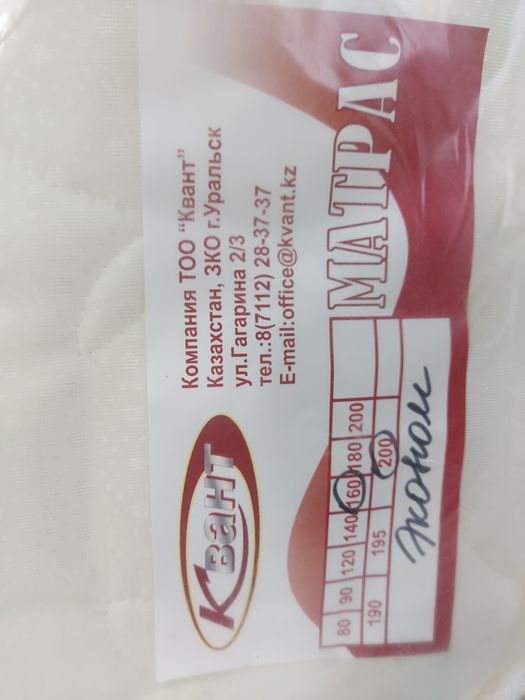 Квант
Компания ТОО "Квант"
Казахстан, ЗКО г.Уральск
ул.Гагарина 2/3
тел.:8(7112) 28-37-37
E-mail:office@kvant.kz
МАТРАС
80 90 120 140 160 180 200
190 195 200
эконом